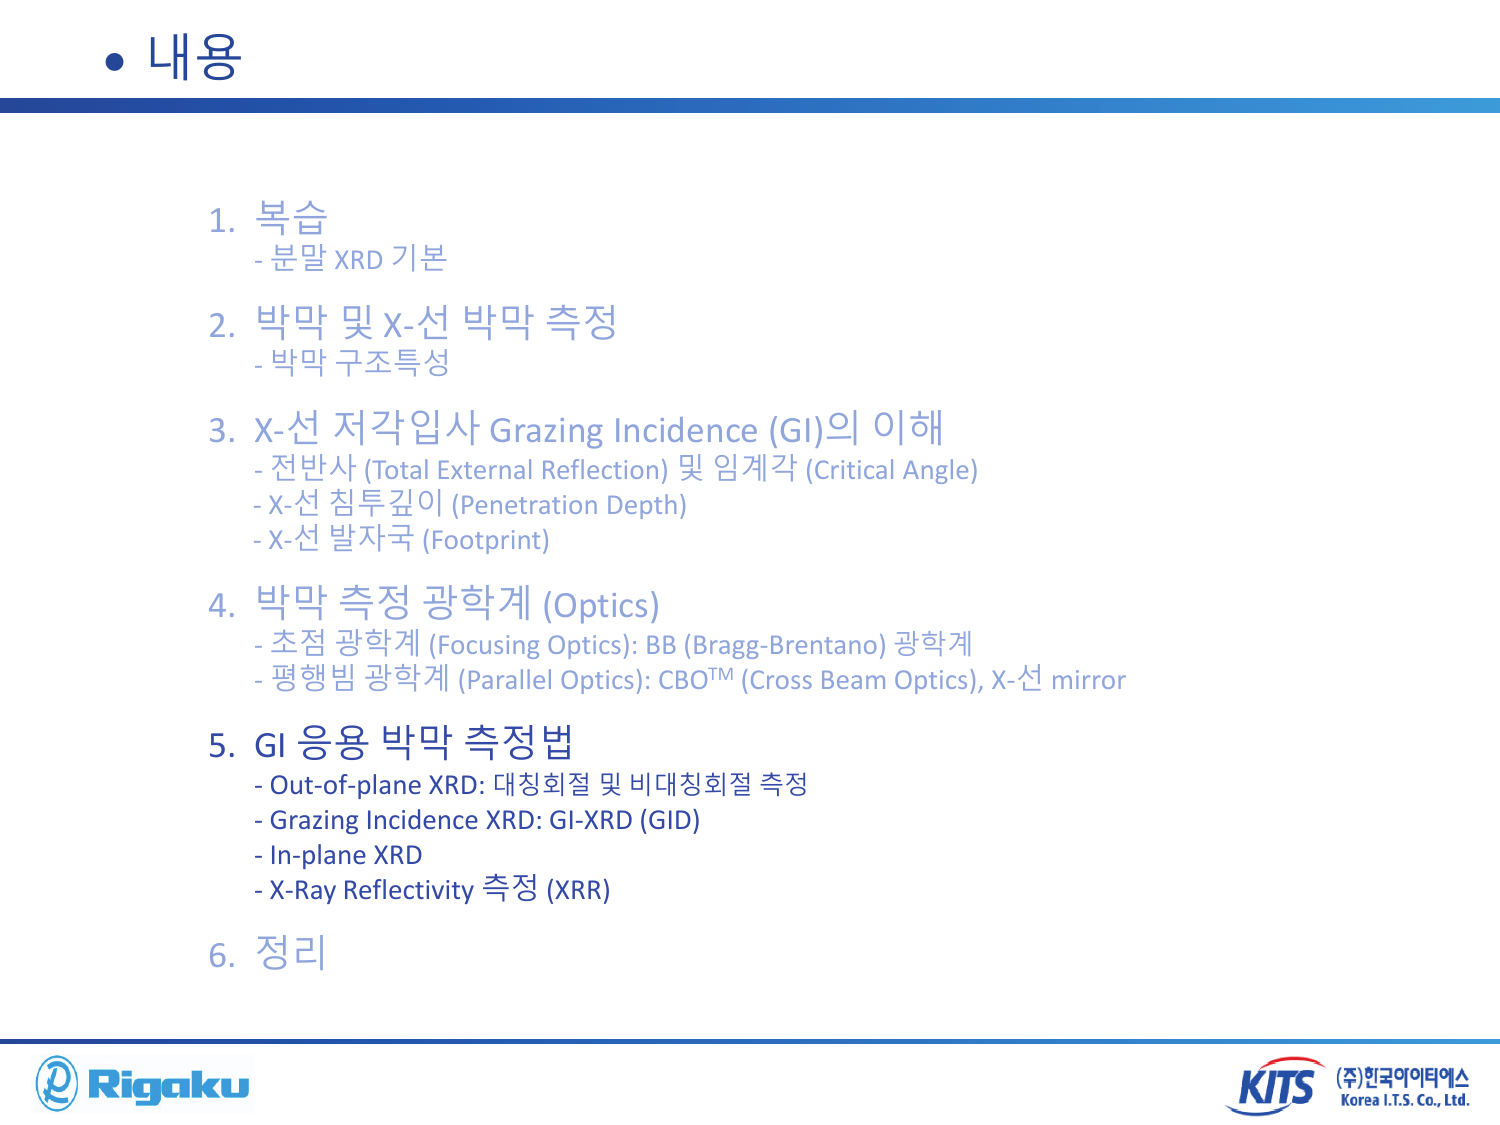 • 내용
1. 복습
- 분말 XRD 기본
2. 박막 및 X-선 박막 측정
- 박막 구조특성
3. X-선 저각입사 Grazing Incidence (GI)의 이해
- 전반사 (Total External Reflection) 및 임계각 (Critical Angle)
- X-선 침투깊이 (Penetration Depth)
- X-선 발자국 (Footprint)
4. 박막 측정 광학계 (Optics)
- 초점 광학계 (Focusing Optics): BB (Bragg-Brentano) 광학계
- 평행빔 광학계 (Parallel Optics): CBO™ (Cross Beam Optics), X-선 mirror
5. GI 응용 박막 측정법
- Out-of-plane XRD: 대칭회절 및 비대칭회절 측정
- Grazing Incidence XRD: GI-XRD (GID)
- In-plane XRD
- X-Ray Reflectivity 측정 (XRR)
6. 정리
Rigaku
KITS (주)한국아이티에스
Korea I.T.S. Co., Ltd.